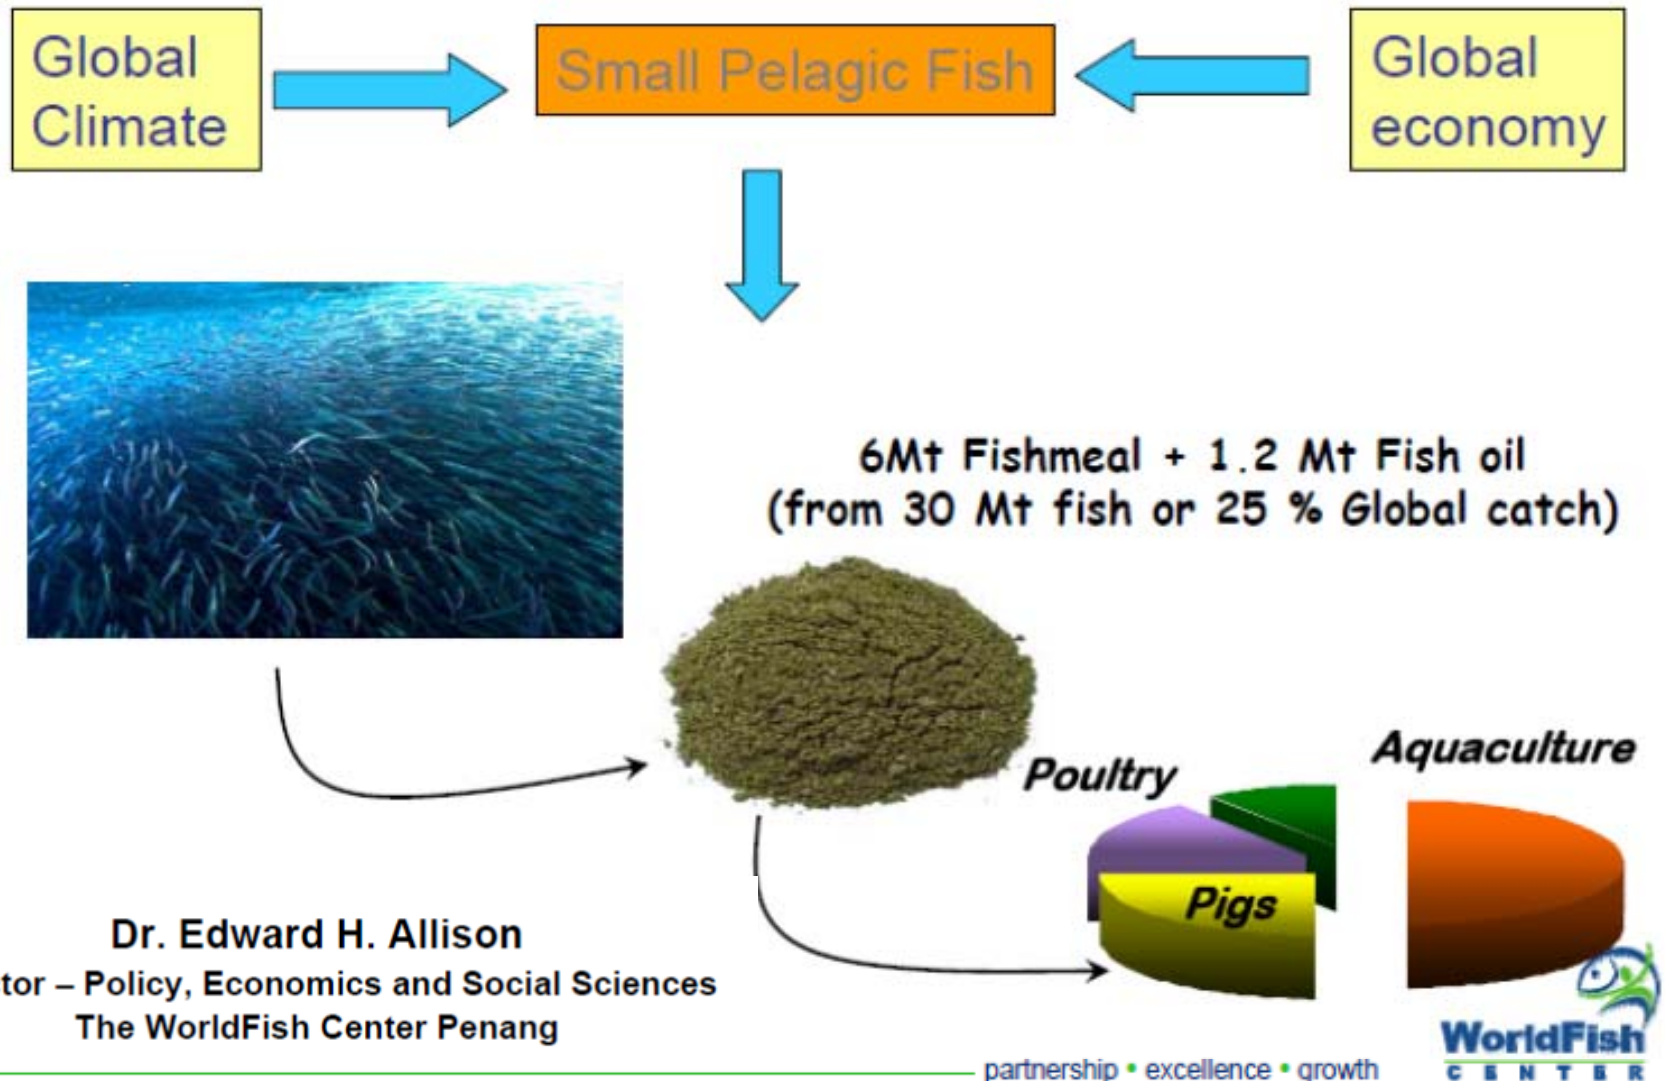 Global
Climate
Small Pelagic Fish
Global
economy
6Mt Fishmeal + 1.2 Mt Fish oil
(from 30 Mt fish or 25 % Global catch)
Poultry
Aquaculture
Pigs
Dr. Edward H. Allison
tor – Policy, Economics and Social Sciences
The WorldFish Center Penang
partnership • excellence • growth
WorldFish
CENTER